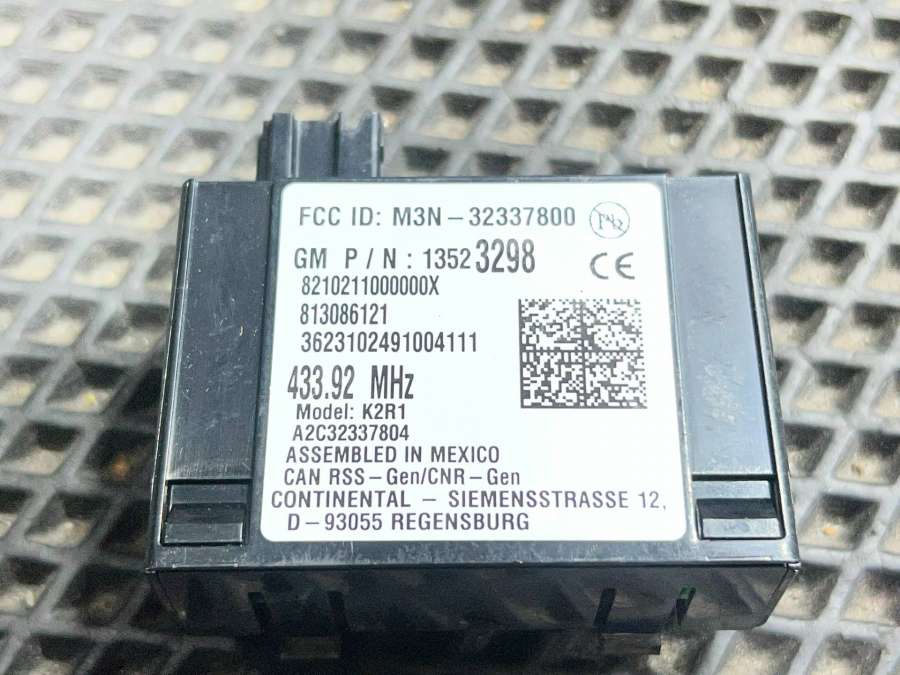 FCC ID: M3N-32337800
GM P/N: 13523298
8210211000000X
813086121
3623102491004111
433.92 MHz
Model: K2R1
A2C32337804
ASSEMBLED IN MEXICO
CAN RSS-Gen/CNR-Gen
CONTINENTAL - SIEMENSSTRASSE 12,
D-93055 REGENSBURG
CE